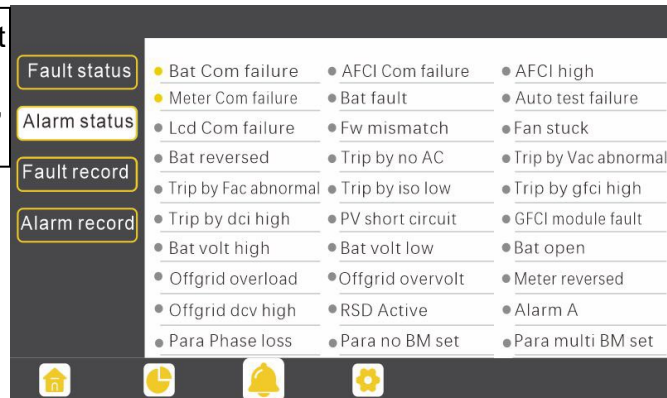 t
,
Fault status
Alarm status
Fault record
Alarm record
Bat Com failure AFCI Com failure AFCI high
Meter Com failure Bat fault Auto test failure
Lcd Com failure Fw mismatch Fan stuck
Bat reversed Trip by no AC Trip by Vac abnormal
Trip by Fac abnormal Trip by iso low Trip by gfci high
Trip by dci high PV short circuit GFCI module fault
Bat volt high Bat volt low Bat open
Offgrid overload Offgrid overvolt Meter reversed
Offgrid dcv high RSD Active Alarm A
Para Phase loss Para no BM set Para multi BM set